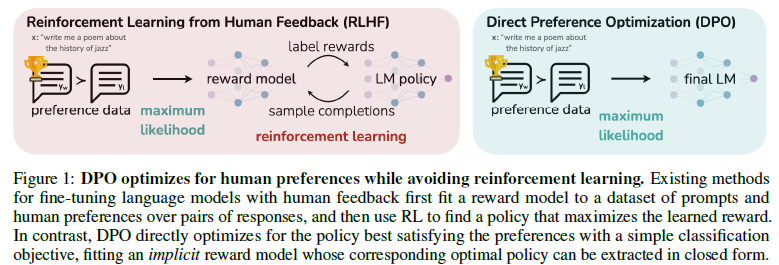 Reinforcement Learning from Human Feedback (RLHF)
x: "write me a poem about
the history of jazz"
yw
>
yl
preference data
maximum
likelihood
label rewards
reward model
LM policy
sample completions
reinforcement learning
Direct Preference Optimization (DPO)
x: "write me a poem about
the history of jazz"
yw
>
yl
preference data
maximum
likelihood
final LM
Figure 1: DPO optimizes for human preferences while avoiding reinforcement learning. Existing methods
for fine-tuning language models with human feedback first fit a reward model to a dataset of prompts and
human preferences over pairs of responses, and then use RL to find a policy that maximizes the learned reward.
In contrast, DPO directly optimizes for the policy best satisfying the preferences with a simple classification
objective, fitting an implicit reward model whose corresponding optimal policy can be extracted in closed form.